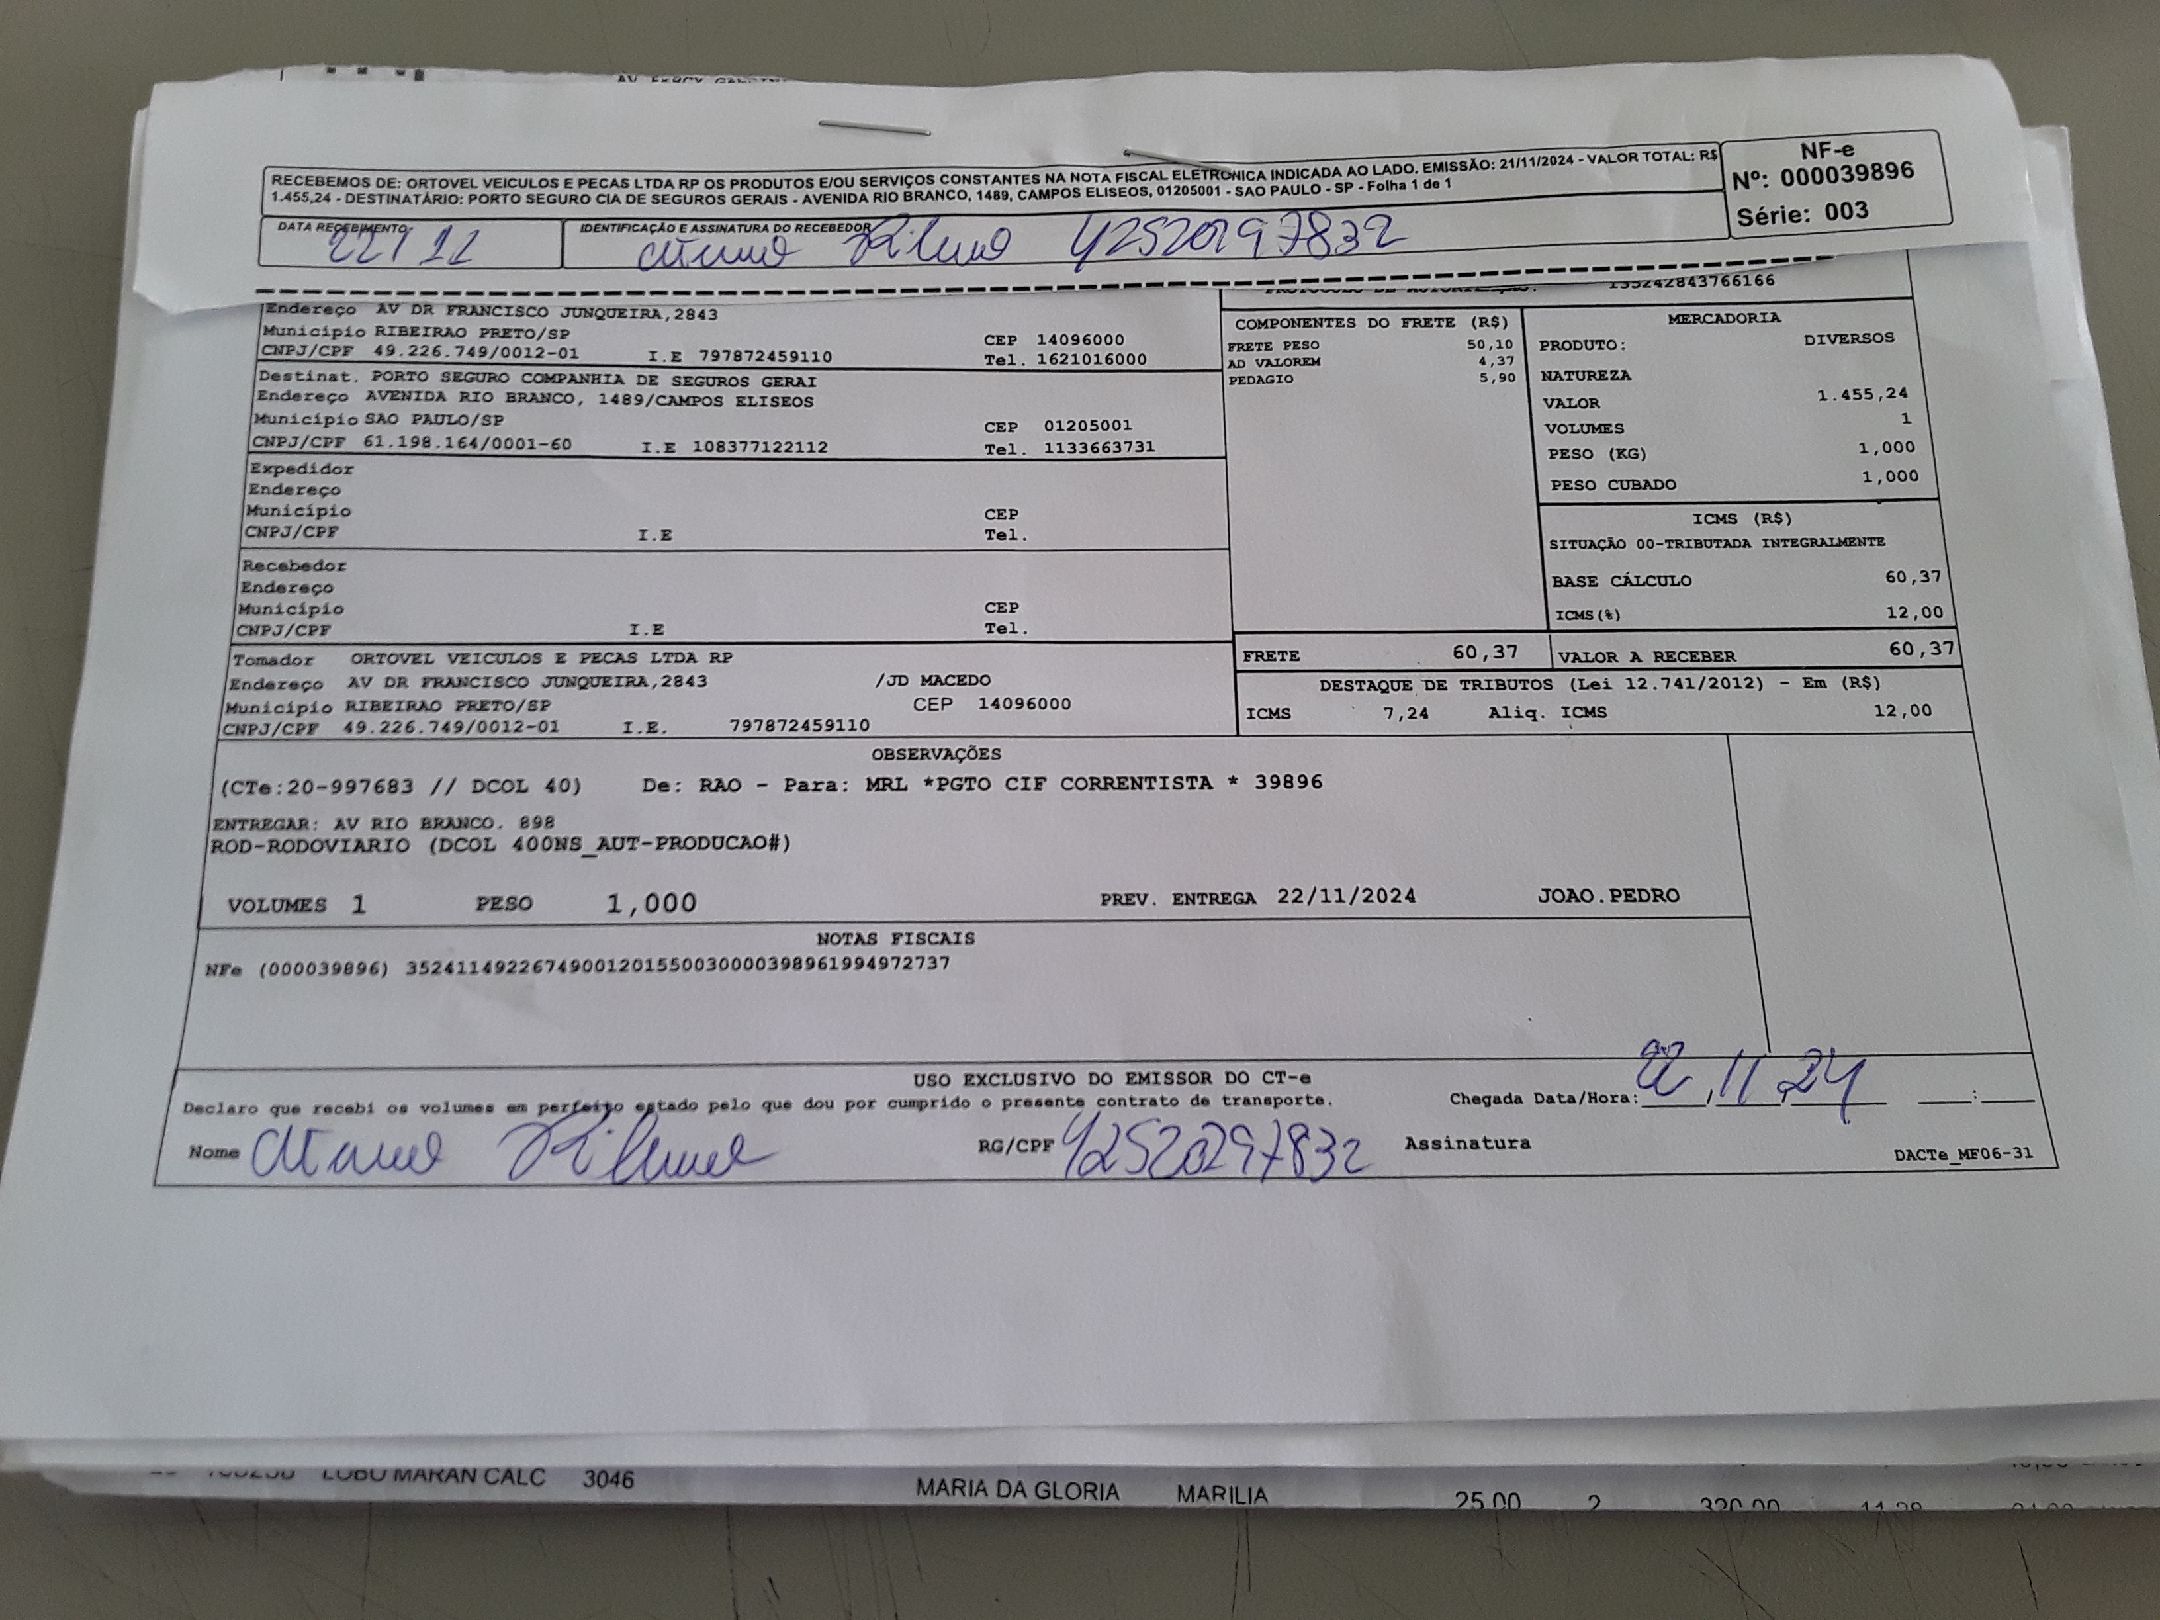 RECEBEMOS DE: ORTOVEL VEICULOS E PECAS LTDA RP OS PRODUTOS E/OU SERVIÇOS CONSTANTES NA NOTA FISCAL ELETRÔNICA INDICADA AO LADO. EMISSÃO: 21/11/2024 - VALOR TOTAL: R$
1.455,24 - DESTINATÁRIO: PORTO SEGURO CIA DE SEGUROS GERAIS - AVENIDA RIO BRANCO, 1489, CAMPOS ELISEOS, 01205001 - SAO PAULO - SP - Folha 1 de 1
NF-e
Nº: 000039896
Série: 003
DATA RECEBIMENTO
22/11
IDENTIFICAÇÃO E ASSINATURA DO RECEBEDOR
42520297832
135242843766166
Endereço AV DR FRANCISCO JUNQUEIRA,2843
Município RIBEIRAO PRETO/SP CEP 14096000
CNPJ/CPF 49.226.749/0012-01 I.E 797872459110 Tel. 1621016000
Destinat. PORTO SEGURO COMPANHIA DE SEGUROS GERAI
Endereço AVENIDA RIO BRANCO, 1489/CAMPOS ELISEOS
Município SAO PAULO/SP CEP 01205001
CNPJ/CPF 61.198.164/0001-60 I.E 108377122112 Tel. 1133663731
Expedidor
Endereço
Município CEP
CNPJ/CPF I.E Tel.
Recebedor
Endereço
Município CEP
CNPJ/CPF I.E Tel.
Tomador ORTOVEL VEICULOS E PECAS LTDA RP
Endereço AV DR FRANCISCO JUNQUEIRA,2843 /JD MACEDO
Município RIBEIRAO PRETO/SP CEP 14096000
CNPJ/CPF 49.226.749/0012-01 I.E. 797872459110
COMPONENTES DO FRETE (R$)
FRETE PESO 50,10
AD VALOREM 4,37
PEDAGIO 5,90
MERCADORIA
PRODUTO: DIVERSOS
NATUREZA
VALOR 1.455,24
VOLUMES 1
PESO (KG) 1,000
PESO CUBADO 1,000
ICMS (R$)
SITUAÇÃO 00-TRIBUTADA INTEGRALMENTE
BASE CÁLCULO 60,37
ICMS(%) 12,00
FRETE 60,37 VALOR A RECEBER 60,37
DESTAQUE DE TRIBUTOS (Lei 12.741/2012) - Em (R$)
ICMS 7,24 Aliq. ICMS 12,00
OBSERVAÇÕES
(CTe:20-997683 // DCOL 40) De: RAO - Para: MRL *PGTO CIF CORRENTISTA * 39896
ENTREGAR: AV RIO BRANCO. 898
ROD-RODOVIARIO (DCOL 400NS_AUT-PRODUCAO#)
VOLUMES 1 PESO 1,000 PREV. ENTREGA 22/11/2024 JOAO.PEDRO
NOTAS FISCAIS
NFe (000039896) 35241149226749001201550030000398961994972737
USO EXCLUSIVO DO EMISSOR DO CT-e
Declaro que recebi os volumes em perfeito estado pelo que dou por cumprido o presente contrato de transporte.
Chegada Data/Hora: 22/11/24 :
Nome RG/CPF 42520297832 Assinatura
DACTe_MF06-31
LOBO MARAN CALC 3046 MARIA DA GLORIA MARILIA 25,00 2 320,00